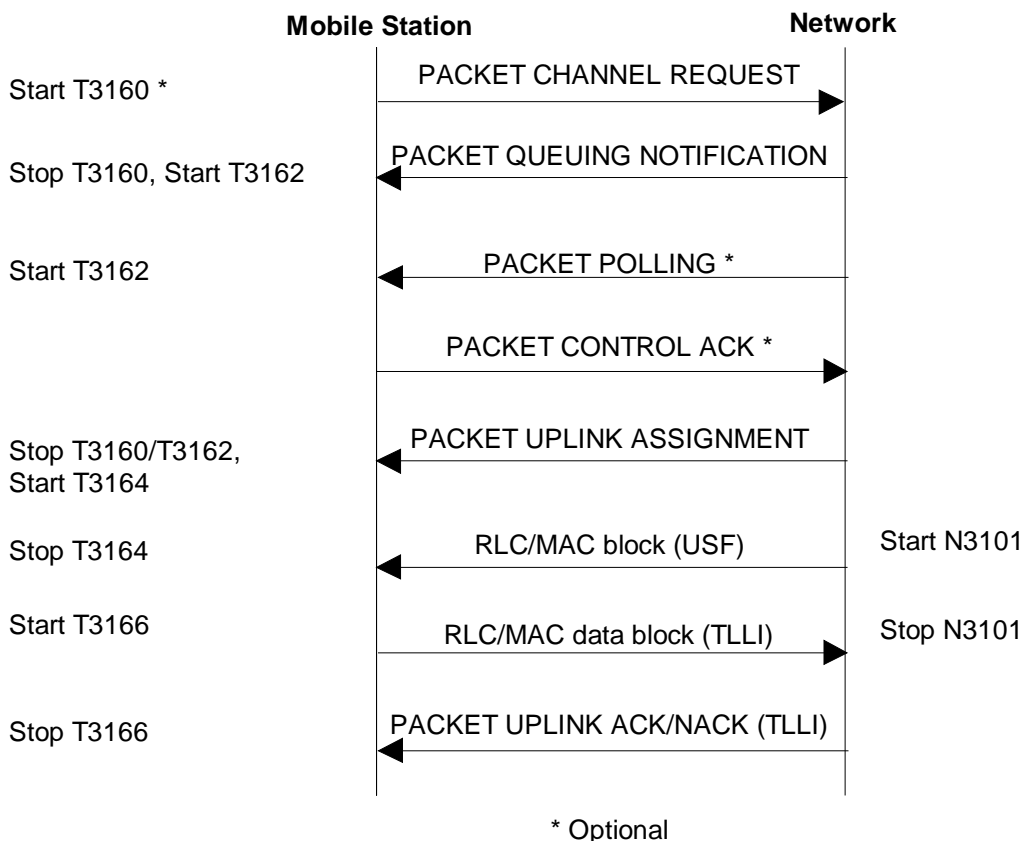 Mobile Station
Network
PACKET CHANNEL REQUEST
Start T3160 *
PACKET QUEUING NOTIFICATION
Stop T3160, Start T3162
PACKET POLLING *
Start T3162
PACKET CONTROL ACK *
PACKET UPLINK ASSIGNMENT
Stop T3160/T3162,
Start T3164
Stop T3164
RLC/MAC block (USF)
Start N3101
Start T3166
RLC/MAC data block (TLLI)
Stop N3101
Stop T3166
PACKET UPLINK ACK/NACK (TLLI)
* Optional